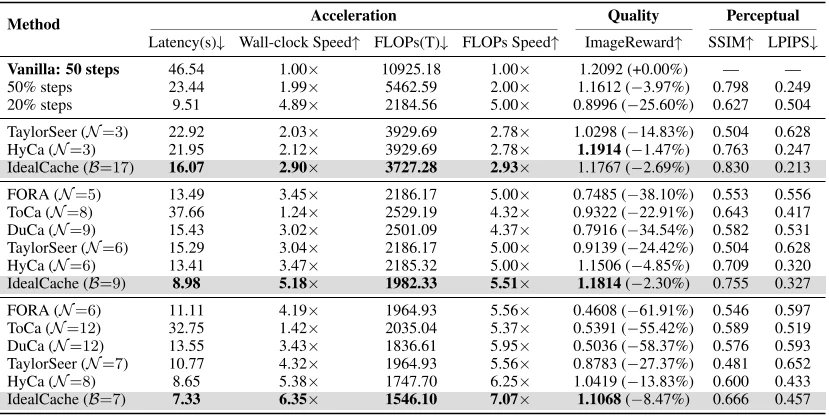 Method Acceleration Quality Perceptual
Latency(s)↓ Wall-clock Speed↑ FLOPs(T)↓ FLOPs Speed↑ ImageReward↑ SSIM↑ LPIPS↓
Vanilla: 50 steps 46.54 1.00× 10925.18 1.00× 1.2092 (+0.00%) — —
50% steps 23.44 1.99× 5462.59 2.00× 1.1612 (−3.97%) 0.798 0.249
20% steps 9.51 4.89× 2184.56 5.00× 0.8996 (−25.60%) 0.627 0.504
TaylorSeer (N=3) 22.92 2.03× 3929.69 2.78× 1.0298 (−14.83%) 0.504 0.628
HyCa (N=3) 21.95 2.12× 3929.69 2.78× 1.1914 (−1.47%) 0.763 0.247
IdealCache (B=17) 16.07 2.90× 3727.28 2.93× 1.1767 (−2.69%) 0.830 0.213
FORA (N=5) 13.49 3.45× 2186.17 5.00× 0.7485 (−38.10%) 0.553 0.556
ToCa (N=8) 37.66 1.24× 2529.19 4.32× 0.9322 (−22.91%) 0.643 0.417
DuCa (N=9) 15.43 3.02× 2501.09 4.37× 0.7916 (−34.54%) 0.582 0.531
TaylorSeer (N=6) 15.29 3.04× 2186.17 5.00× 0.9139 (−24.42%) 0.504 0.628
HyCa (N=6) 13.41 3.47× 2185.32 5.00× 1.1506 (−4.85%) 0.709 0.320
IdealCache (B=9) 8.98 5.18× 1982.33 5.51× 1.1814 (−2.30%) 0.755 0.327
FORA (N=6) 11.11 4.19× 1964.93 5.56× 0.4608 (−61.91%) 0.546 0.597
ToCa (N=12) 32.75 1.42× 2035.04 5.37× 0.5391 (−55.42%) 0.589 0.519
DuCa (N=12) 13.55 3.43× 1836.61 5.95× 0.5036 (−58.37%) 0.576 0.593
TaylorSeer (N=7) 10.77 4.32× 1964.93 5.56× 0.8783 (−27.37%) 0.481 0.652
HyCa (N=8) 8.65 5.38× 1747.70 6.25× 1.0419 (−13.83%) 0.600 0.433
IdealCache (B=7) 7.33 6.35× 1546.10 7.07× 1.1068 (−8.47%) 0.666 0.457